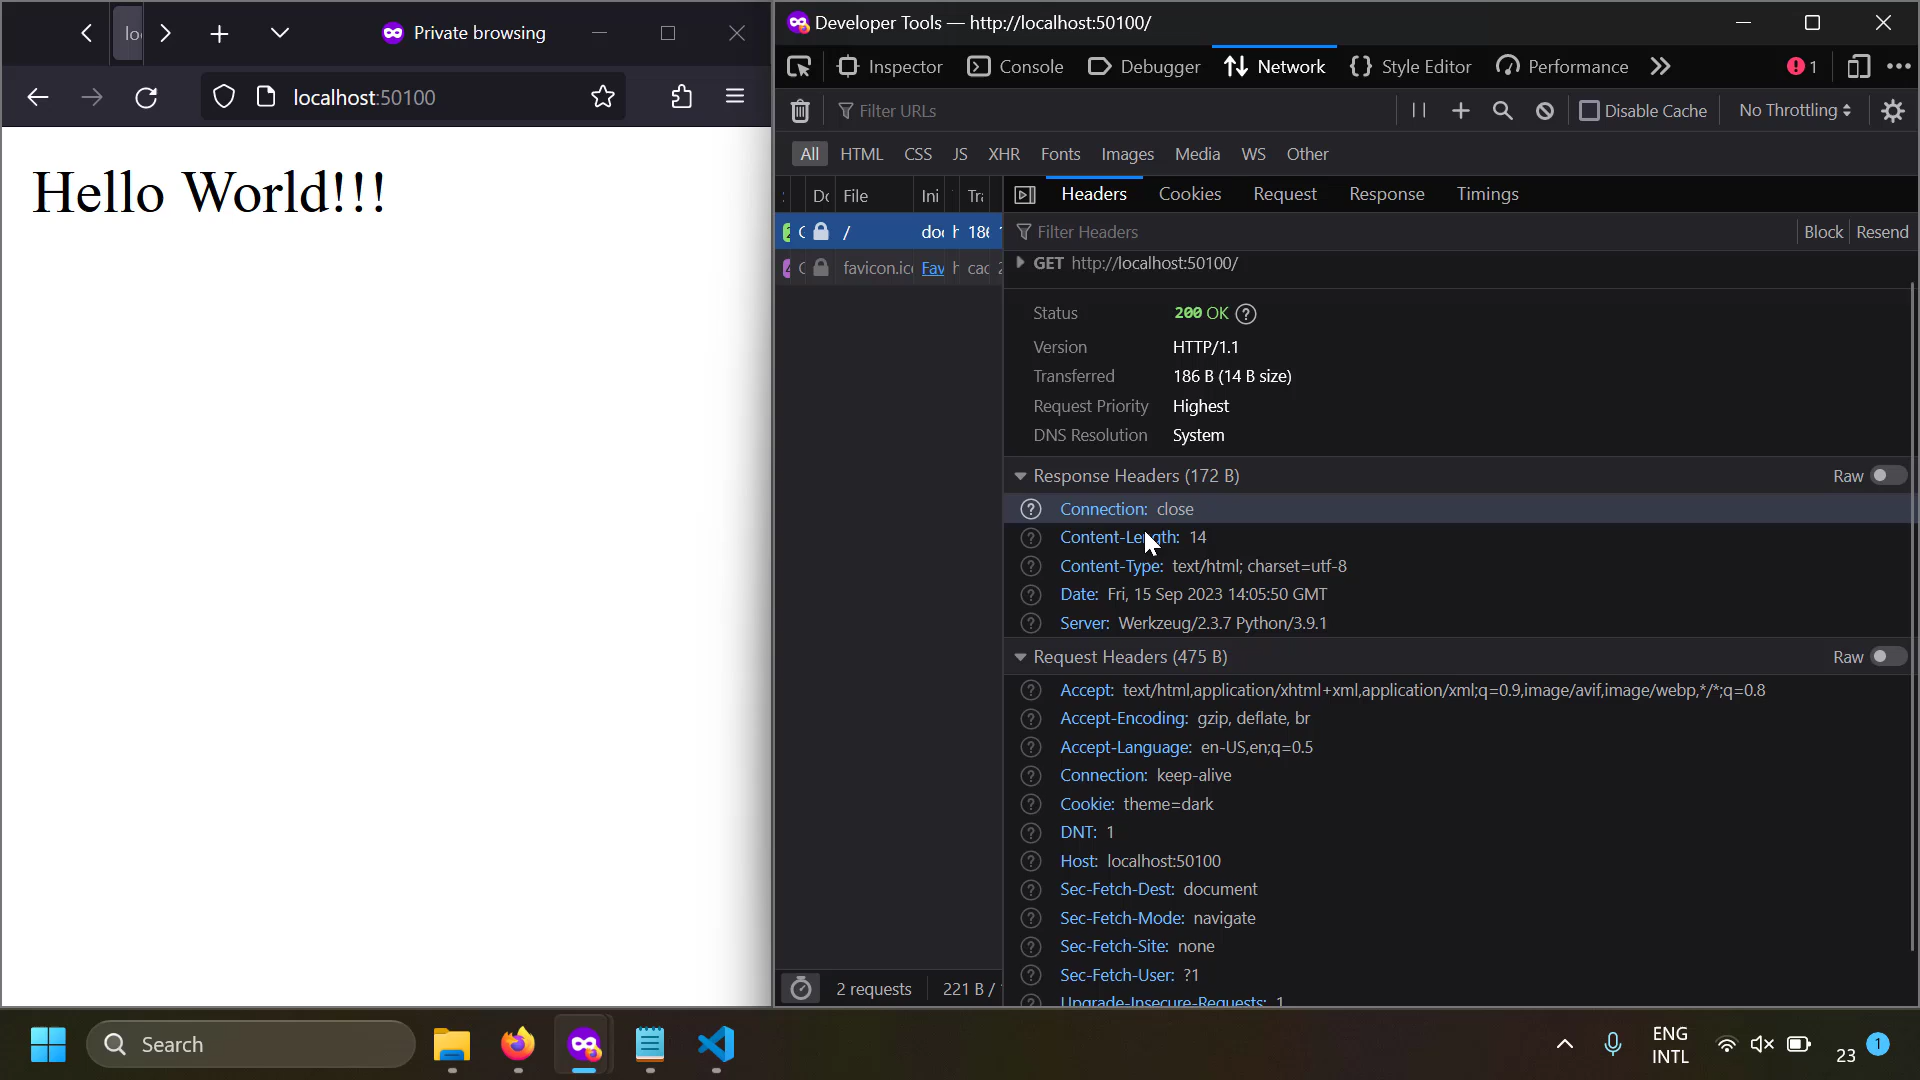 Private browsing
localhost:50100
Hello World!!!
Developer Tools — http://localhost:50100/
Inspector
Console
Debugger
Network
Style Editor
Performance
1
Filter URLs
Disable Cache
No Throttling
All
HTML
CSS
JS
XHR
Fonts
Images
Media
WS
Other
File
/
favicon.ic
Fav
Headers
Cookies
Request
Response
Timings
Filter Headers
Block
Resend
GET http://localhost:50100/
Status 200 OK
Version HTTP/1.1
Transferred 186 B (14 B size)
Request Priority Highest
DNS Resolution System
Response Headers (172 B)
Raw
Connection: close
Content-Length: 14
Content-Type: text/html; charset=utf-8
Date: Fri, 15 Sep 2023 14:05:50 GMT
Server: Werkzeug/2.3.7 Python/3.9.1
Request Headers (475 B)
Raw
Accept: text/html,application/xhtml+xml,application/xml;q=0.9,image/avif,image/webp,*/*;q=0.8
Accept-Encoding: gzip, deflate, br
Accept-Language: en-US,en;q=0.5
Connection: keep-alive
Cookie: theme=dark
DNT: 1
Host: localhost:50100
Sec-Fetch-Dest: document
Sec-Fetch-Mode: navigate
Sec-Fetch-Site: none
Sec-Fetch-User: ?1
Upgrade-Insecure-Requests: 1
2 requests
221 B /
Search
ENG
INTL
23
1